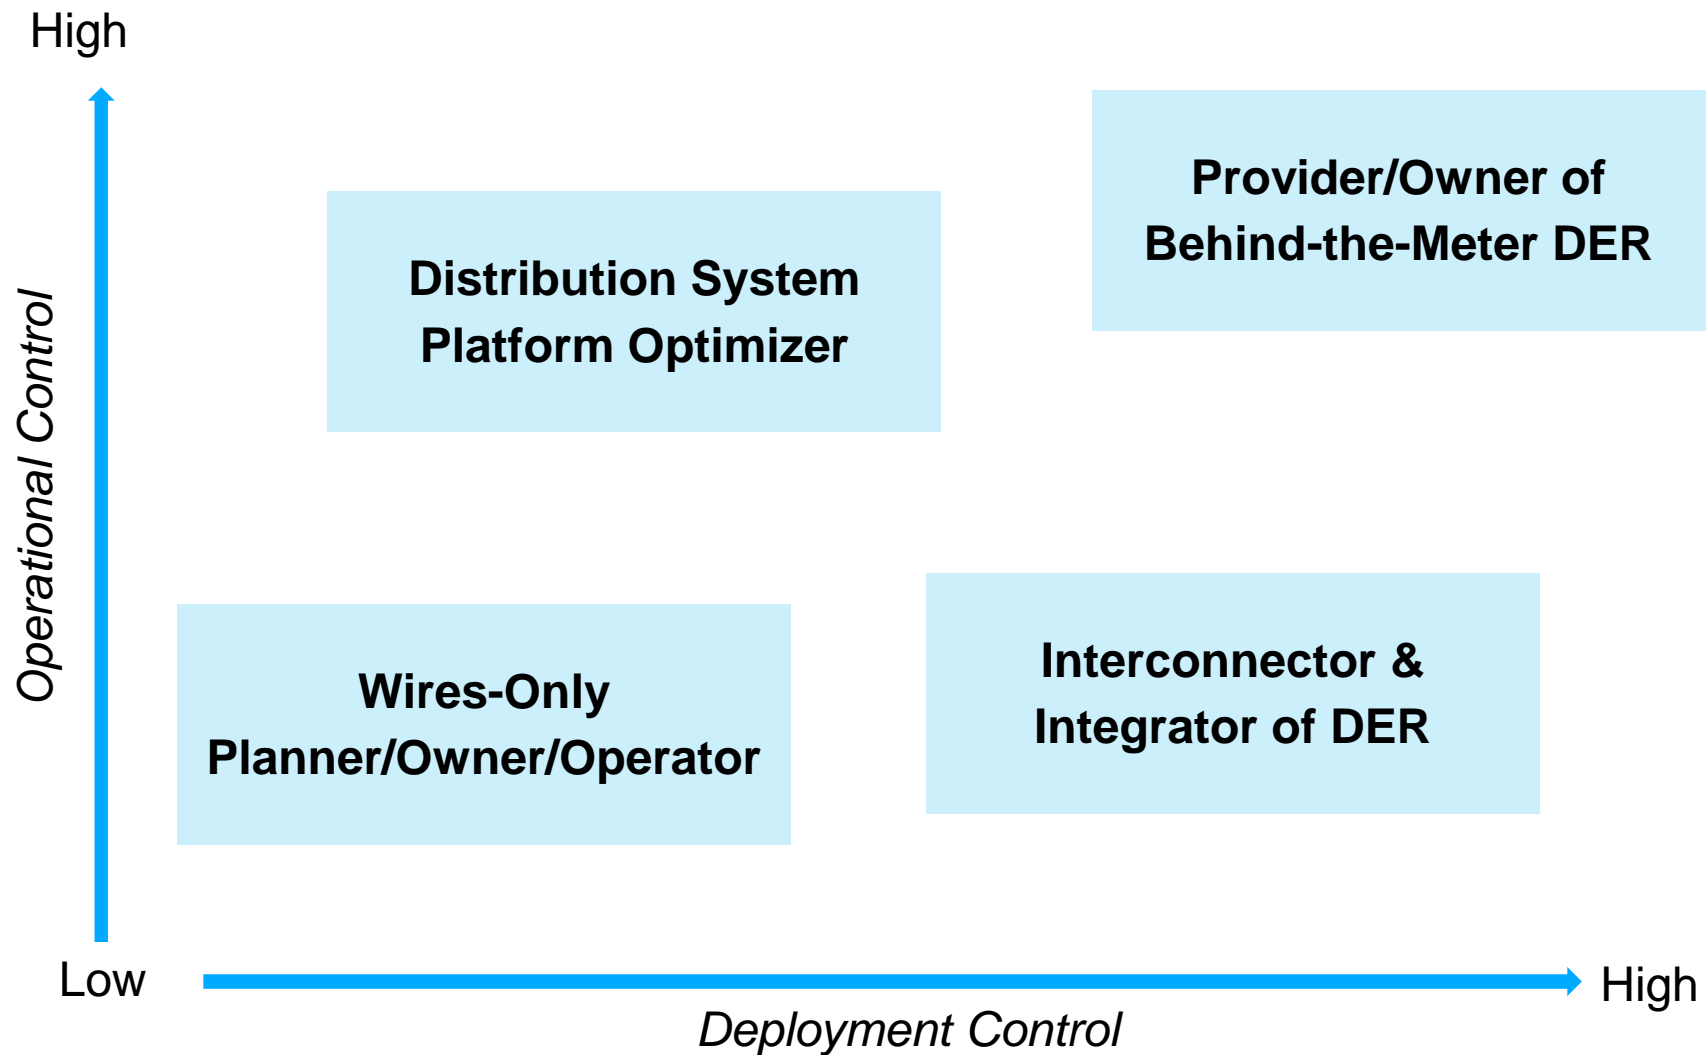 High
Provider/Owner of
Behind-the-Meter DER
Distribution System
Platform Optimizer
Operational Control
Interconnector &
Integrator of DER
Wires-Only
Planner/Owner/Operator
Low
High
Deployment Control